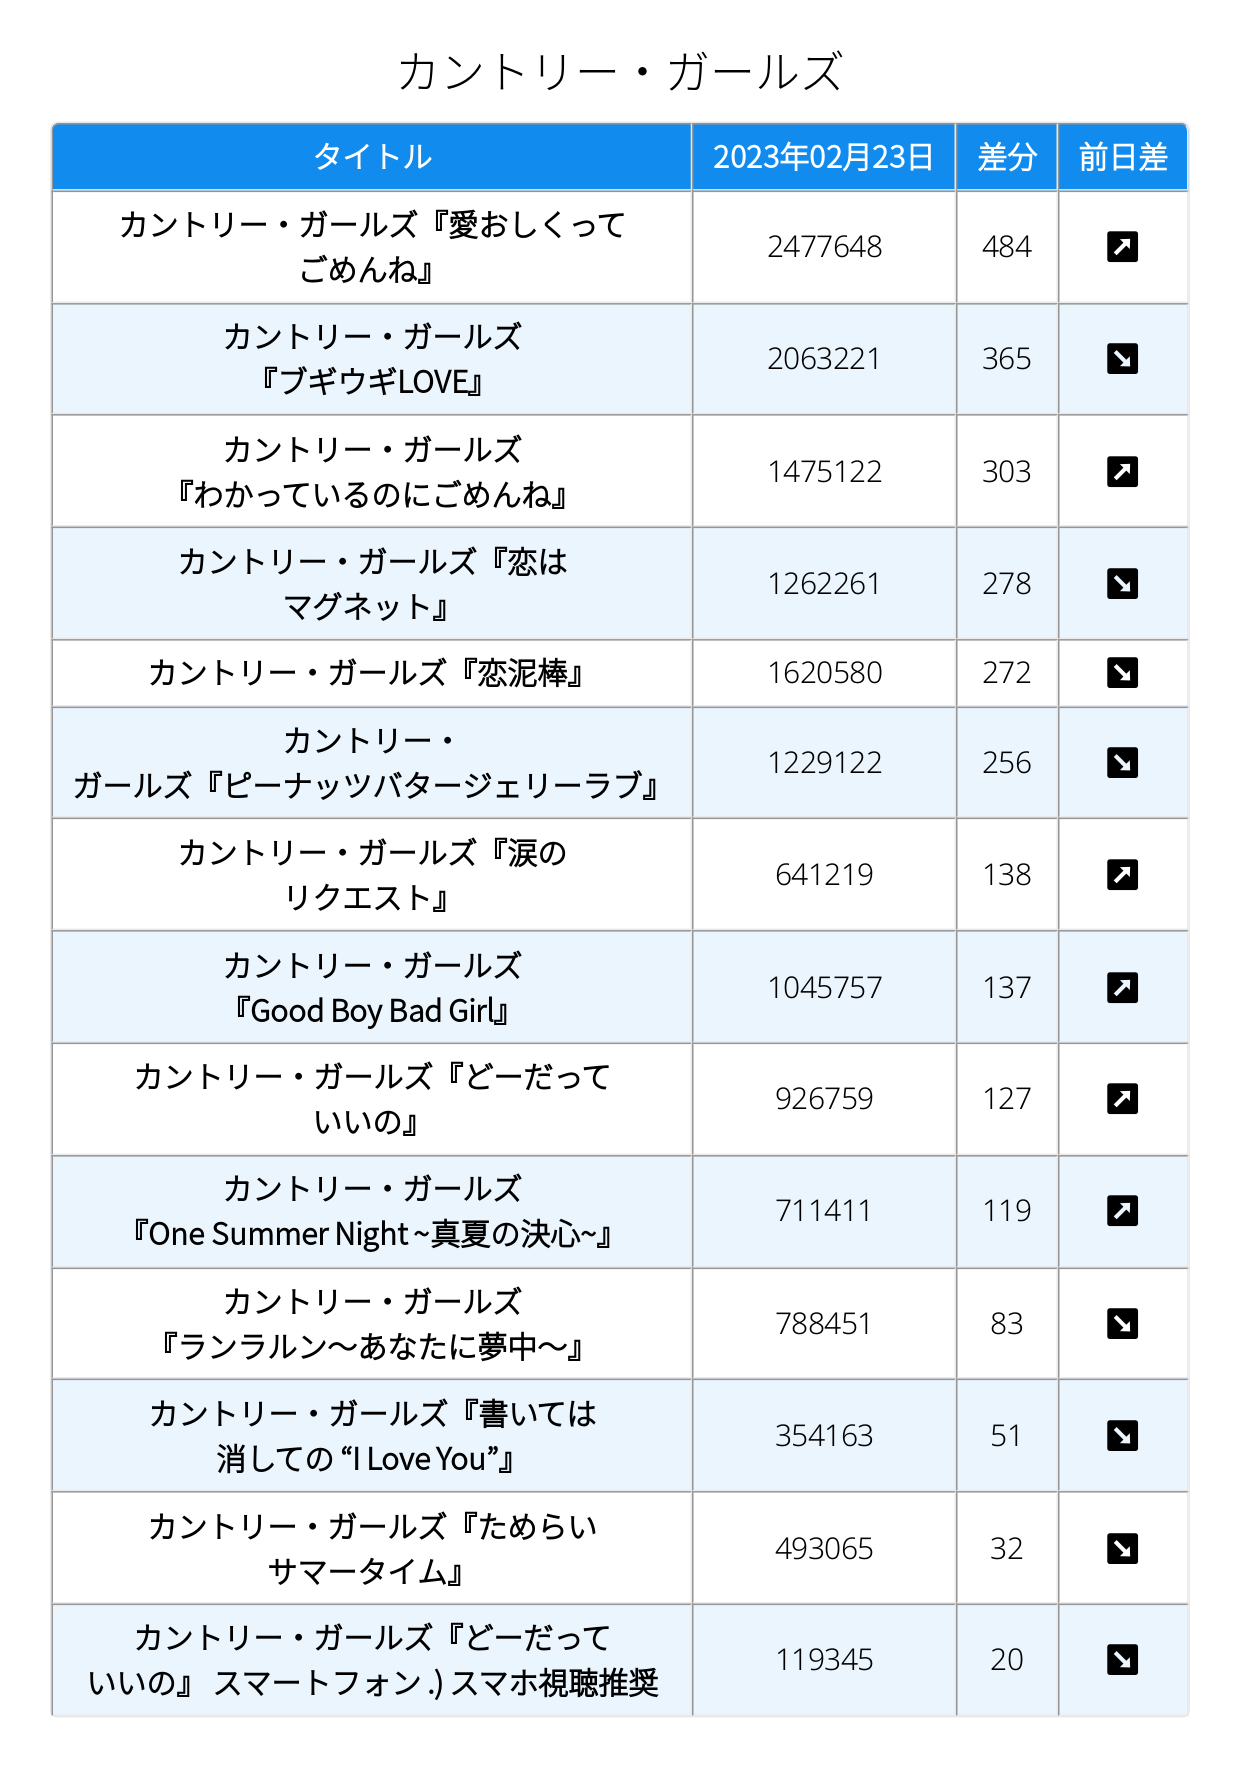 カントリー・ガールズ
タイトル 2023年02月23日 差分 前日差
カントリー・ガールズ『愛おしくって
ごめんね』
2477648 484
カントリー・ガールズ
『ブギウギLOVE』
2063221 365
カントリー・ガールズ
『わかっているのにごめんね』
1475122 303
カントリー・ガールズ『恋は
マグネット』
1262261 278
カントリー・ガールズ『恋泥棒』 1620580 272
カントリー・
ガールズ『ピーナッツバタージェリーラブ』
1229122 256
カントリー・ガールズ『涙の
リクエスト』
641219 138
カントリー・ガールズ
『Good Boy Bad Girl』
1045757 137
カントリー・ガールズ『どーだって
いいの』
926759 127
カントリー・ガールズ
『One Summer Night ~真夏の決心~』
711411 119
カントリー・ガールズ
『ランラルン～あなたに夢中～』
788451 83
カントリー・ガールズ『書いては
消しての “I Love You”』
354163 51
カントリー・ガールズ『ためらい
サマータイム』
493065 32
カントリー・ガールズ『どーだって
いいの』 スマートフォン .) スマホ視聴推奨
119345 20